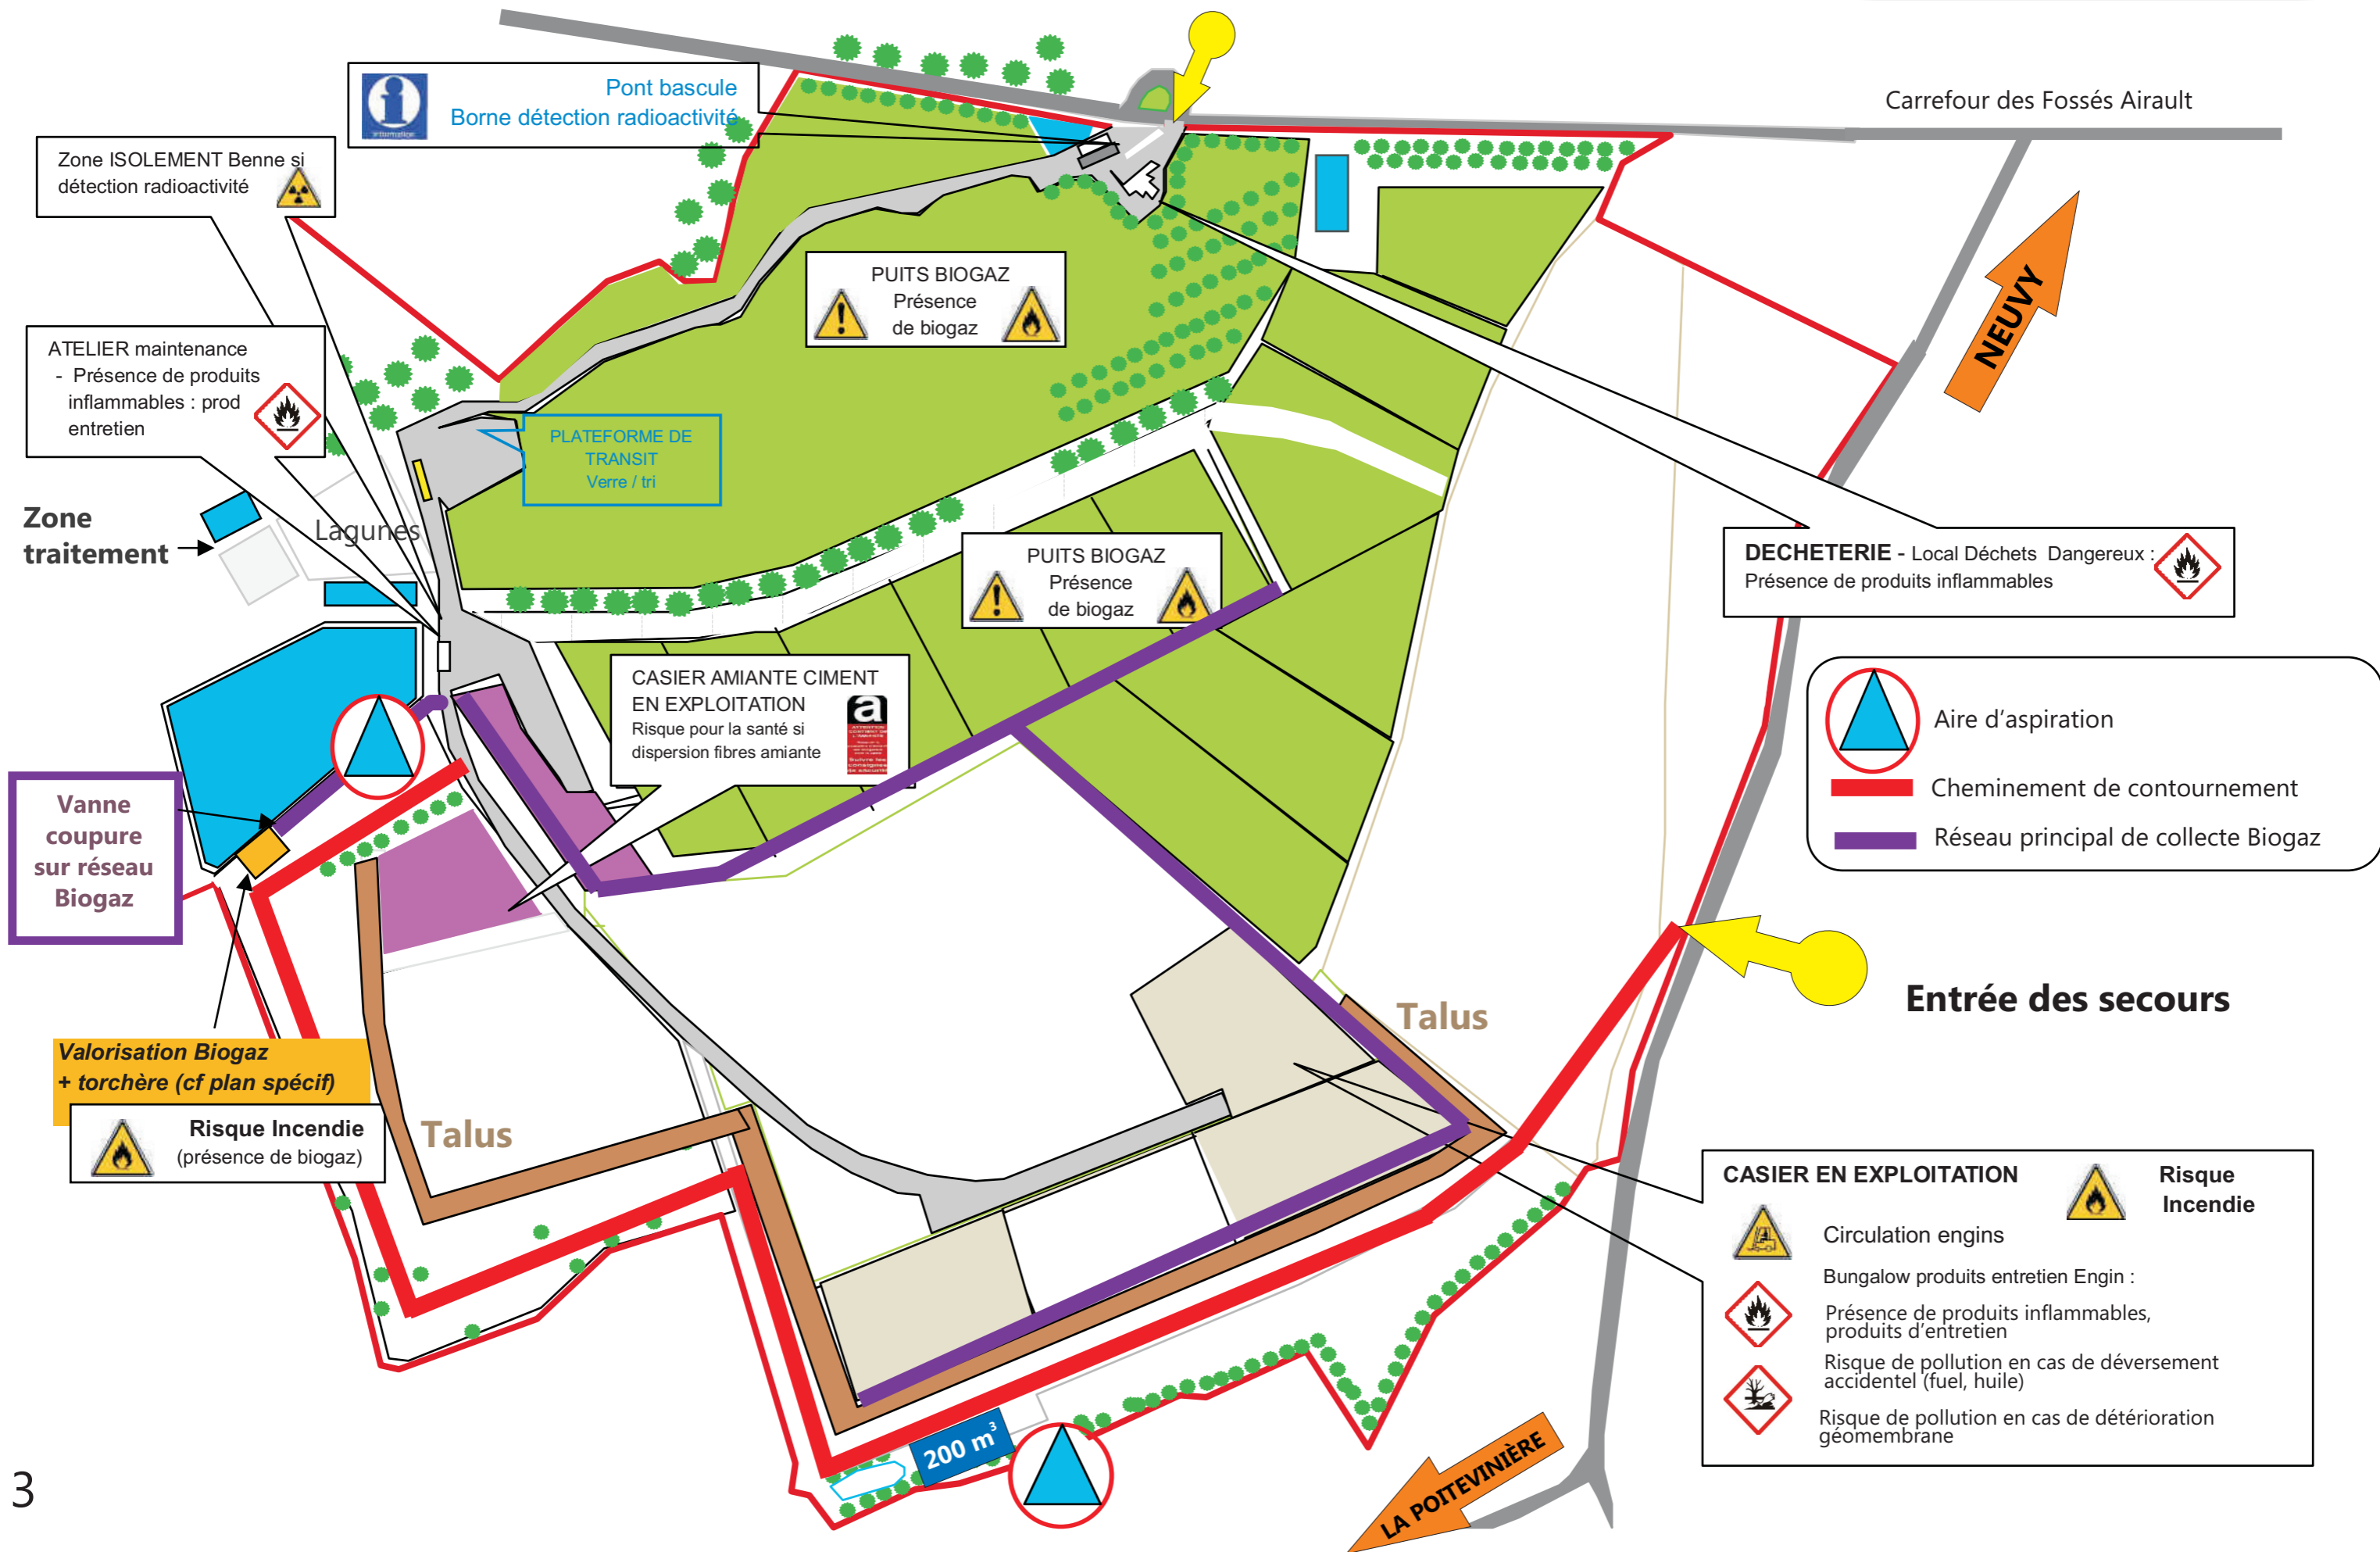 Pont bascule
Borne détection radioactivité
Carrefour des Fossés Airault
Zone ISOLEMENT Benne si
détection radioactivité
NEUVY
PUITS BIOGAZ
Présence
de biogaz
ATELIER maintenance
- Présence de produits
inflammables : prod
entretien
PLATEFORME DE
TRANSIT
Verre / tri
Zone
traitement
Lagunes
PUITS BIOGAZ
Présence
de biogaz
DECHETERIE - Local Déchets Dangereux :
Présence de produits inflammables
CASIER AMIANTE CIMENT
EN EXPLOITATION
Risque pour la santé si
dispersion fibres amiante
a
Aire d'aspiration
Cheminement de contournement
Réseau principal de collecte Biogaz
Vanne
coupure
sur réseau
Biogaz
Entrée des secours
Talus
Valorisation Biogaz
+ torchère (cf plan spécif)
Risque Incendie
(présence de biogaz)
Talus
CASIER EN EXPLOITATION
Risque
Incendie
Circulation engins
Bungalow produits entretien Engin :
Présence de produits inflammables,
produits d'entretien
Risque de pollution en cas de déversement
accidentel (fuel, huile)
Risque de pollution en cas de détérioration
géomembrane
200 m³
LA POITEVINIÈRE
3